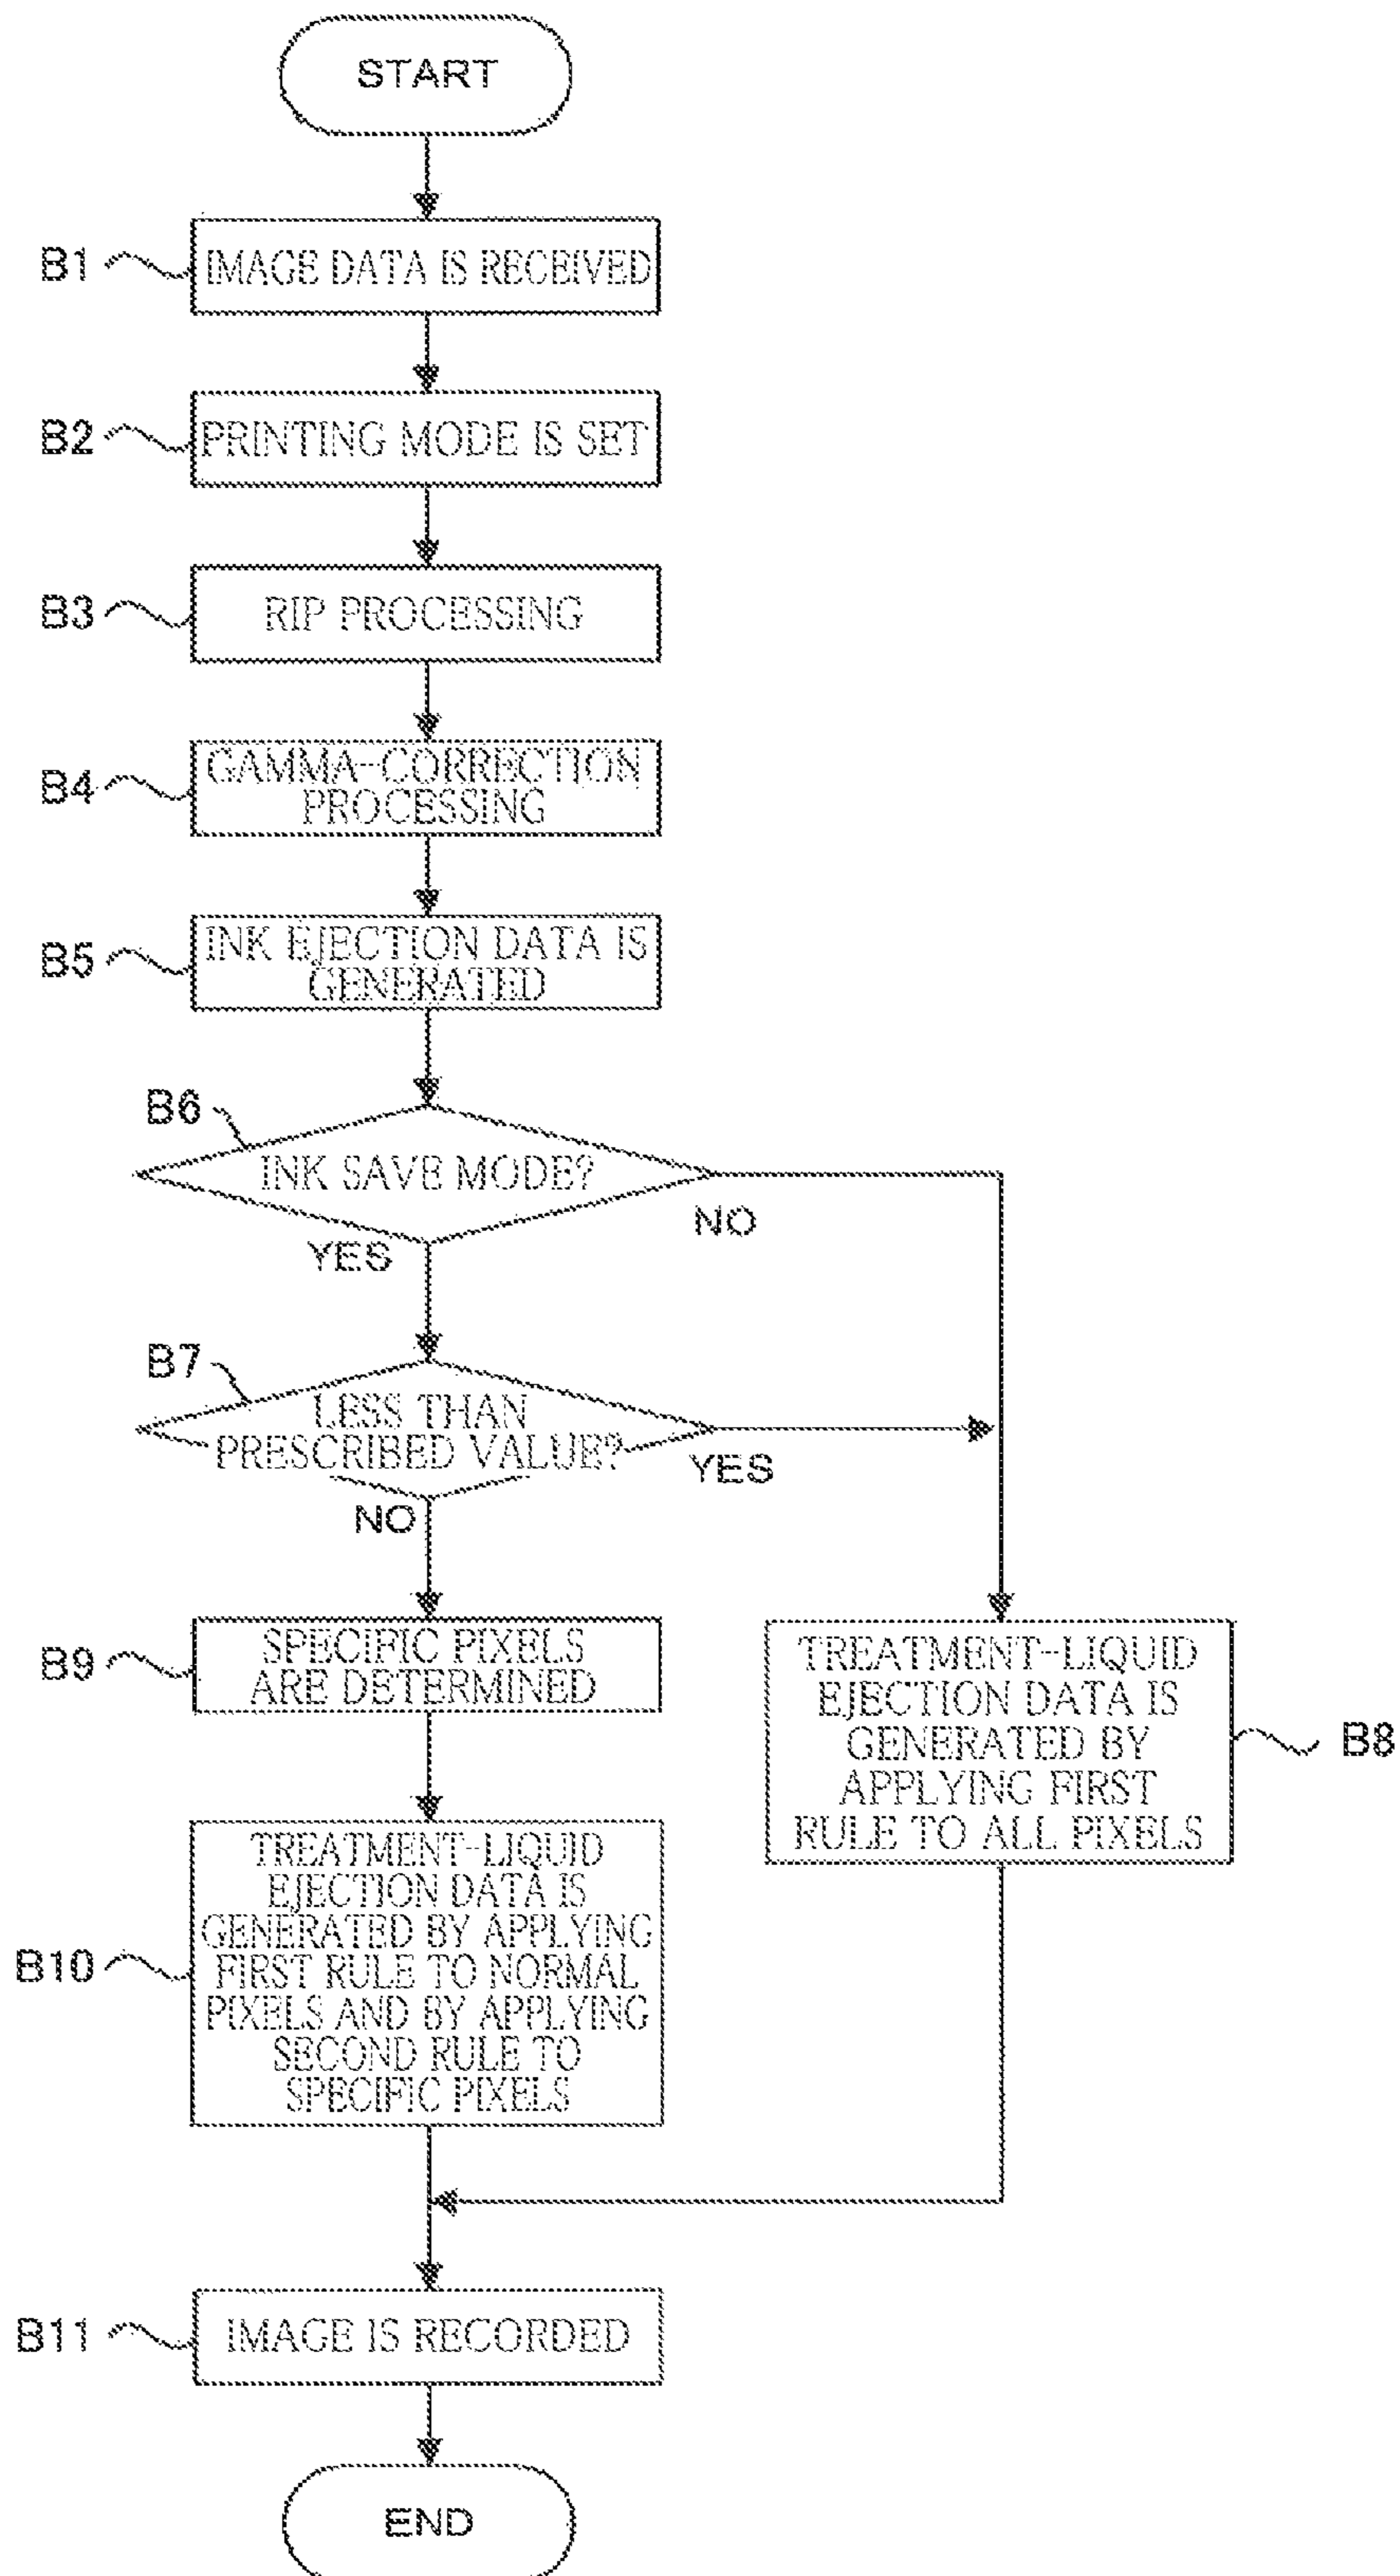 START
B1
IMAGE DATA IS RECEIVED
B2
PRINTING MODE IS SET
B3
RIP PROCESSING
B4
GAMMA-CORRECTION
PROCESSING
B5
INK EJECTION DATA IS
GENERATED
B6
INK SAVE MODE?
NO
YES
B7
LESS THAN
PRESCRIBED VALUE?
YES
NO
B9
SPECIFIC PIXELS
ARE DETERMINED
TREATMENT-LIQUID
EJECTION DATA IS
GENERATED BY
APPLYING FIRST
RULE TO ALL PIXELS
B8
B10
TREATMENT-LIQUID
EJECTION DATA IS
GENERATED BY APPLYING
FIRST RULE TO NORMAL
PIXELS AND BY APPLYING
SECOND RULE TO
SPECIFIC PIXELS
B11
IMAGE IS RECORDED
END